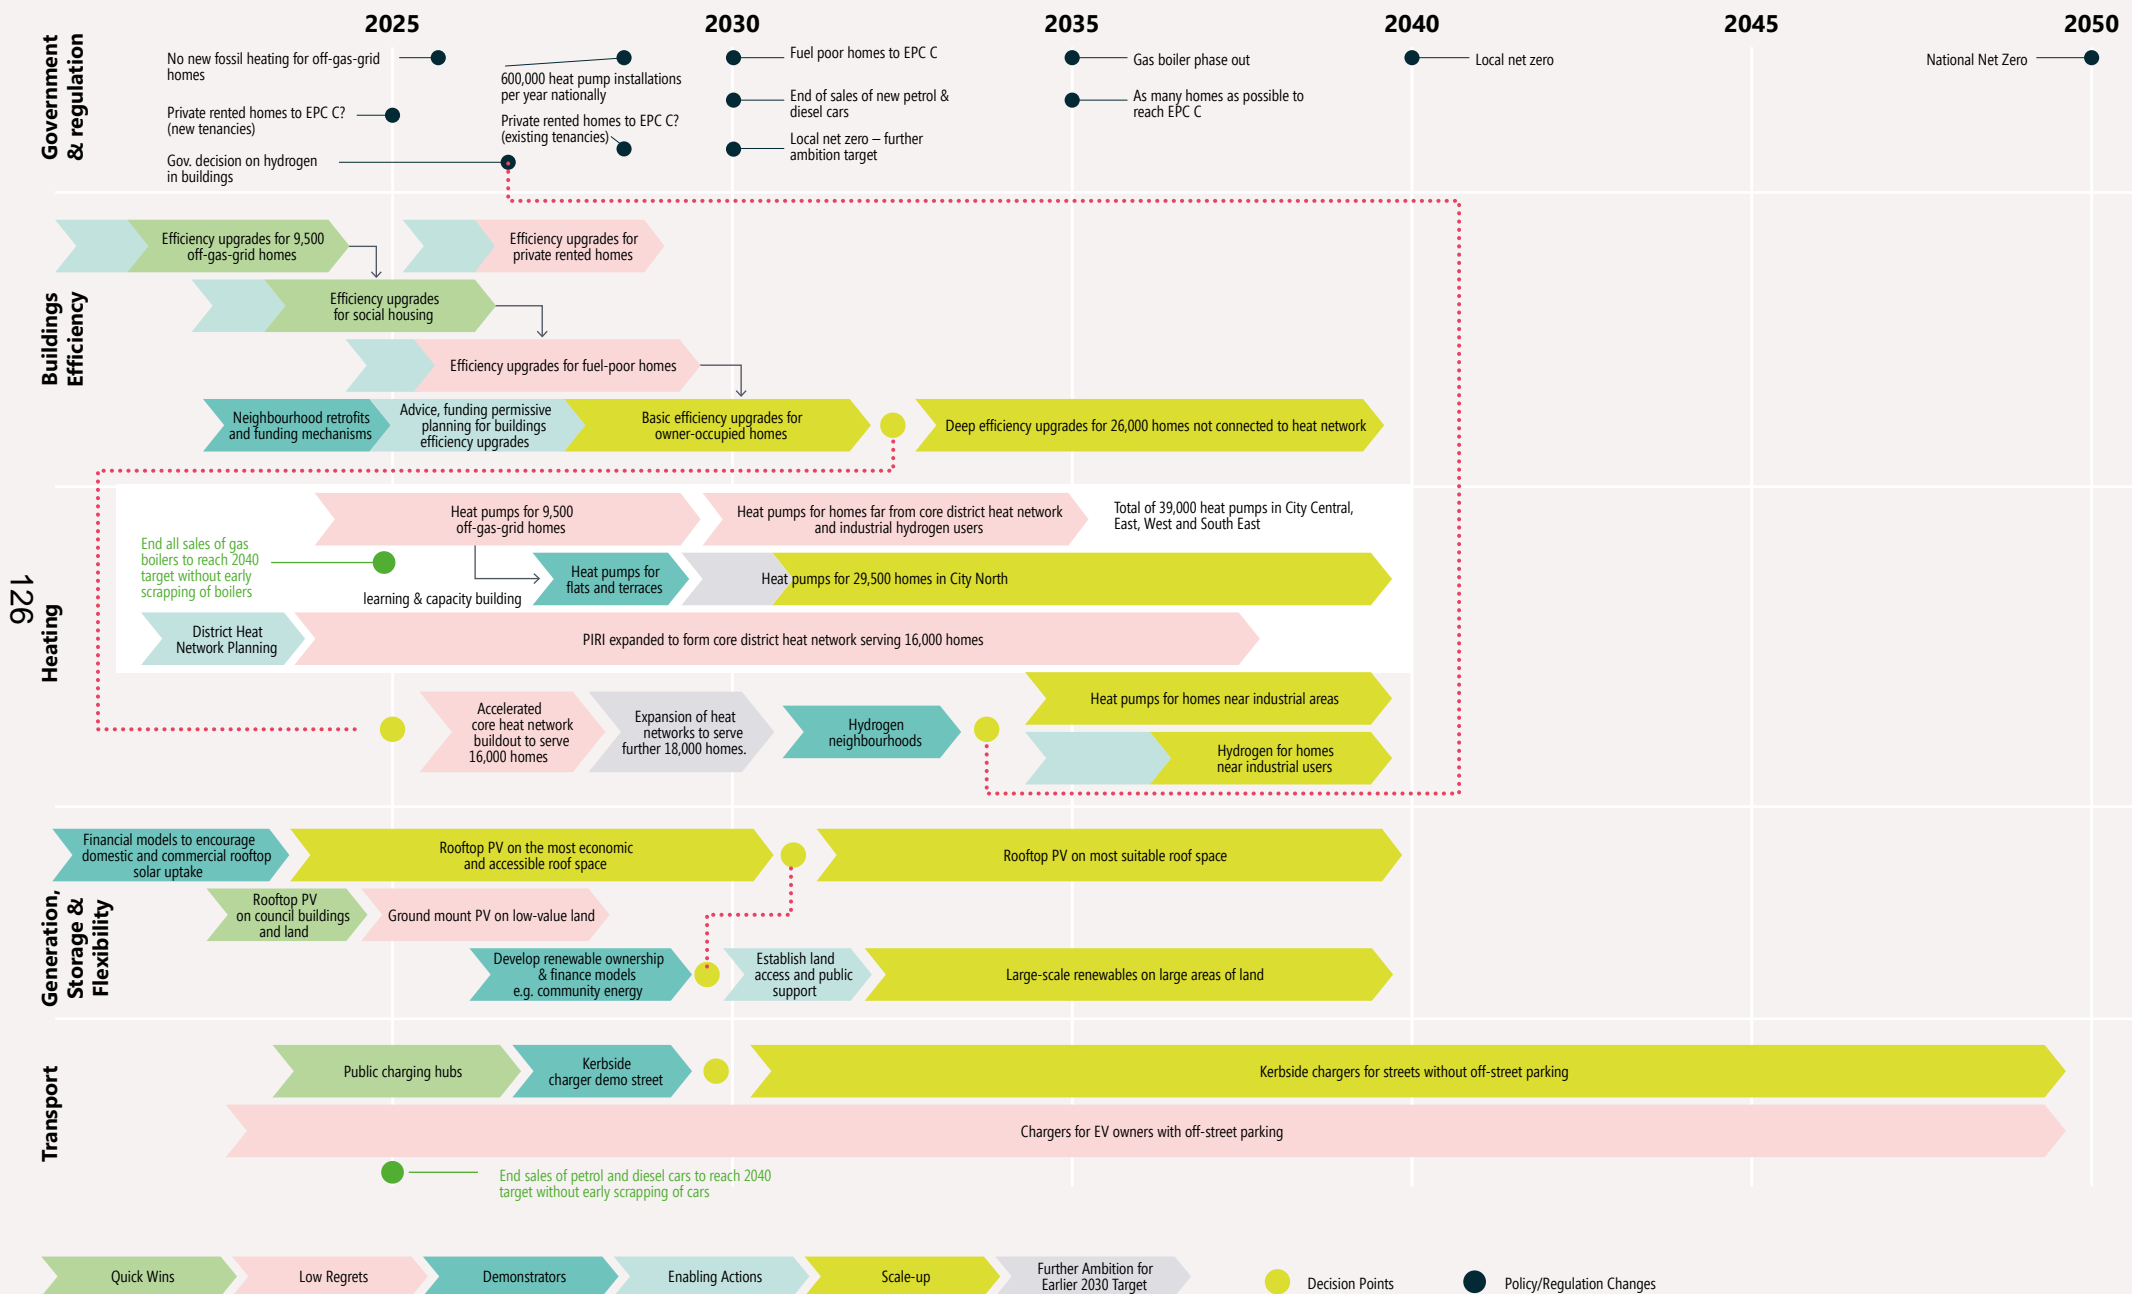 2025
2030
2035
2040
2045
2050
Government
& regulation
No new fossil heating for off-gas-grid
homes
Private rented homes to EPC C?
(new tenancies)
Gov. decision on hydrogen
in buildings
600,000 heat pump installations
per year nationally
Private rented homes to EPC C?
(existing tenancies)
Fuel poor homes to EPC C
End of sales of new petrol &
diesel cars
Local net zero – further
ambition target
Gas boiler phase out
As many homes as possible to
reach EPC C
Local net zero
National Net Zero
Buildings
Efficiency
Efficiency upgrades for 9,500
off-gas-grid homes
Efficiency upgrades for
private rented homes
Efficiency upgrades
for social housing
Efficiency upgrades for fuel-poor homes
Neighbourhood retrofits
and funding mechanisms
Advice, funding permissive
planning for buildings
efficiency upgrades
Basic efficiency upgrades for
owner-occupied homes
Deep efficiency upgrades for 26,000 homes not connected to heat network
126
Heating
Heat pumps for 9,500
off-gas-grid homes
Heat pumps for homes far from core district heat network
and industrial hydrogen users
Total of 39,000 heat pumps in City Central,
East, West and South East
End all sales of gas
boilers to reach 2040
target without early
scrapping of boilers
learning & capacity building
Heat pumps for
flats and terraces
Heat pumps for 29,500 homes in City North
District Heat
Network Planning
PIRI expanded to form core district heat network serving 16,000 homes
Accelerated
core heat network
buildout to serve
16,000 homes
Expansion of heat
networks to serve
further 18,000 homes.
Hydrogen
neighbourhoods
Heat pumps for homes near industrial areas
Hydrogen for homes
near industrial users
Generation,
Storage &
Flexibility
Financial models to encourage
domestic and commercial rooftop
solar uptake
Rooftop PV on the most economic
and accessible roof space
Rooftop PV on most suitable roof space
Rooftop PV
on council buildings
and land
Ground mount PV on low-value land
Develop renewable ownership
& finance models
e.g. community energy
Establish land
access and public
support
Large-scale renewables on large areas of land
Transport
Public charging hubs
Kerbside
charger demo street
Kerbside chargers for streets without off-street parking
Chargers for EV owners with off-street parking
End sales of petrol and diesel cars to reach 2040
target without early scrapping of cars
Quick Wins
Low Regrets
Demonstrators
Enabling Actions
Scale-up
Further Ambition for
Earlier 2030 Target
Decision Points
Policy/Regulation Changes